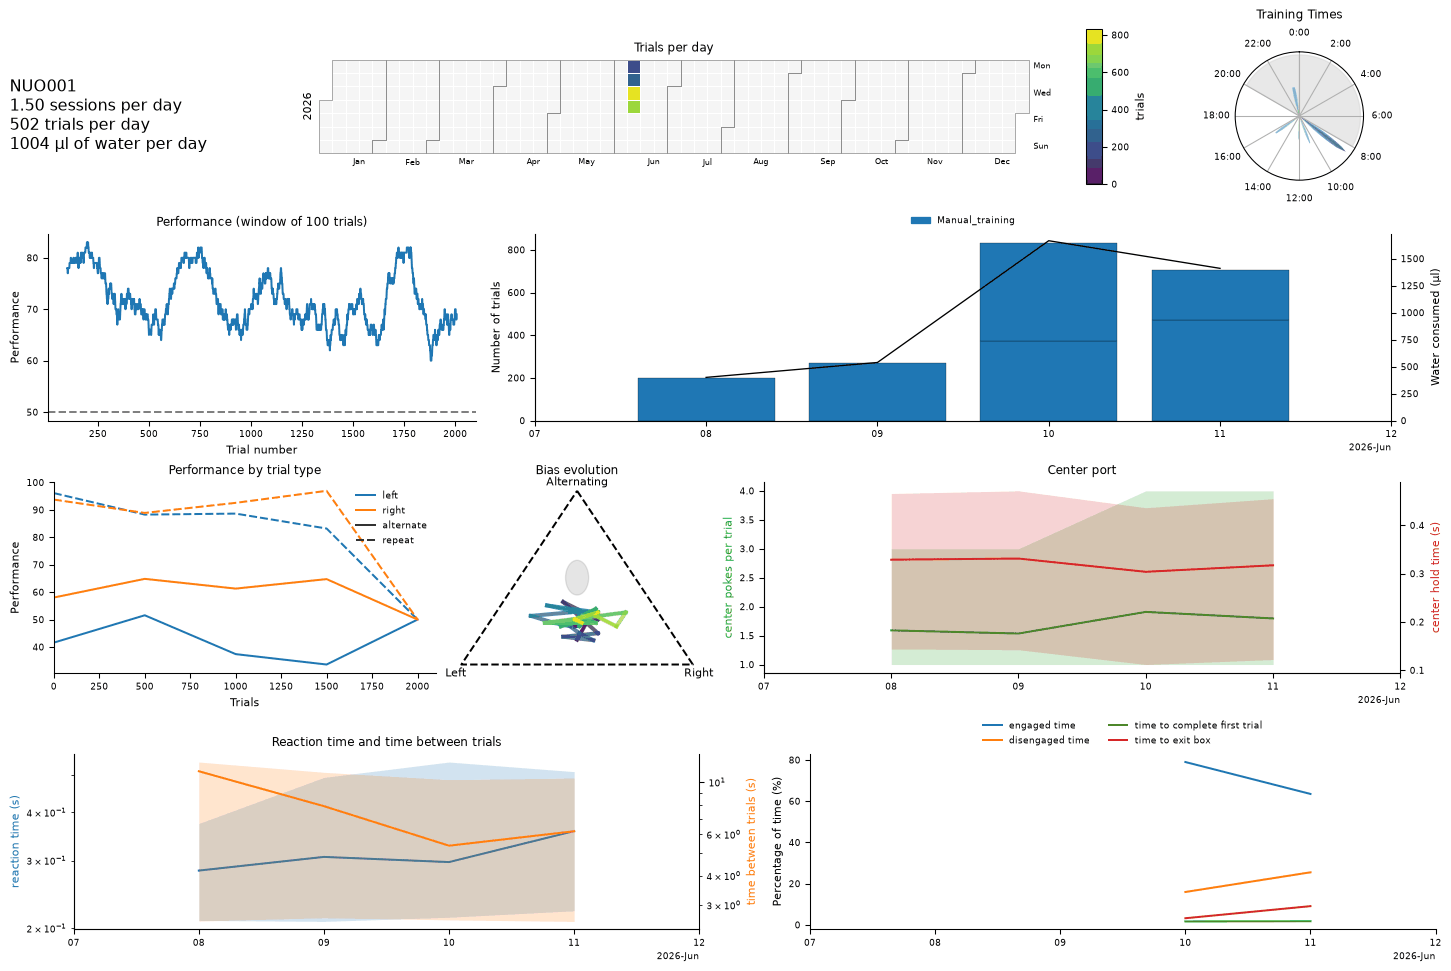 NUO001
1.50 sessions per day
502 trials per day
1004 µl of water per day
Trials per day
2026
Mon
Wed
Fri
Sun
Jan Feb Mar Apr May Jun Jul Aug Sep Oct Nov Dec
800
600
400
200
0
trials
Training Times
0:00
2:00
4:00
6:00
8:00
10:00
12:00
14:00
16:00
18:00
20:00
22:00
Performance (window of 100 trials)
Performance
80
70
60
50
250 500 750 1000 1250 1500 1750 2000
Trial number
Manual_training
Number of trials
800
600
400
200
0
07 08 09 10 11 12
2026-Jun
1500
1250
1000
750
500
250
0
Water consumed (µl)
Performance by trial type
Performance
100
90
80
70
60
50
40
left
right
alternate
repeat
0 250 500 750 1000 1250 1500 1750 2000
Trials
Bias evolution
Alternating
Left
Right
Center port
center pokes per trial
4.0
3.5
3.0
2.5
2.0
1.5
1.0
07 08 09 10 11 12
2026-Jun
0.4
0.3
0.2
0.1
center hold time (s)
Reaction time and time between trials
reaction time (s)
4 × 10⁻¹
3 × 10⁻¹
2 × 10⁻¹
07 08 09 10 11 12
2026-Jun
10¹
6 × 10⁰
4 × 10⁰
3 × 10⁰
time between trials (s)
engaged time
disengaged time
time to complete first trial
time to exit box
Percentage of time (%)
80
60
40
20
0
07 08 09 10 11 12
2026-Jun